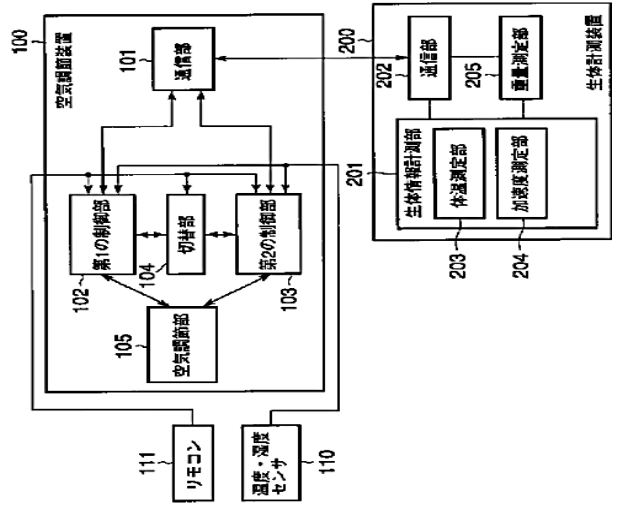 100
空気調節装置
101
通信部
102
第1の制御部
104
切替部
第2の制御部
103
105
空気調節部
111
リモコン
温度・湿度
センサ
110
200
生体計測装置
202
通信部
205
重量測定部
201
生体情報計測部
体温測定部
203
加速度測定部
204